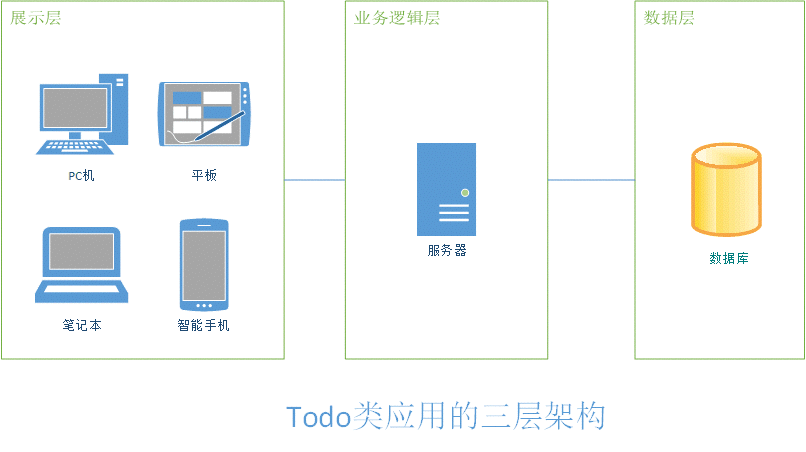 展示层
业务逻辑层
数据层
PC机
平板
笔记本
智能手机
服务器
数据库
Todo类应用的三层架构